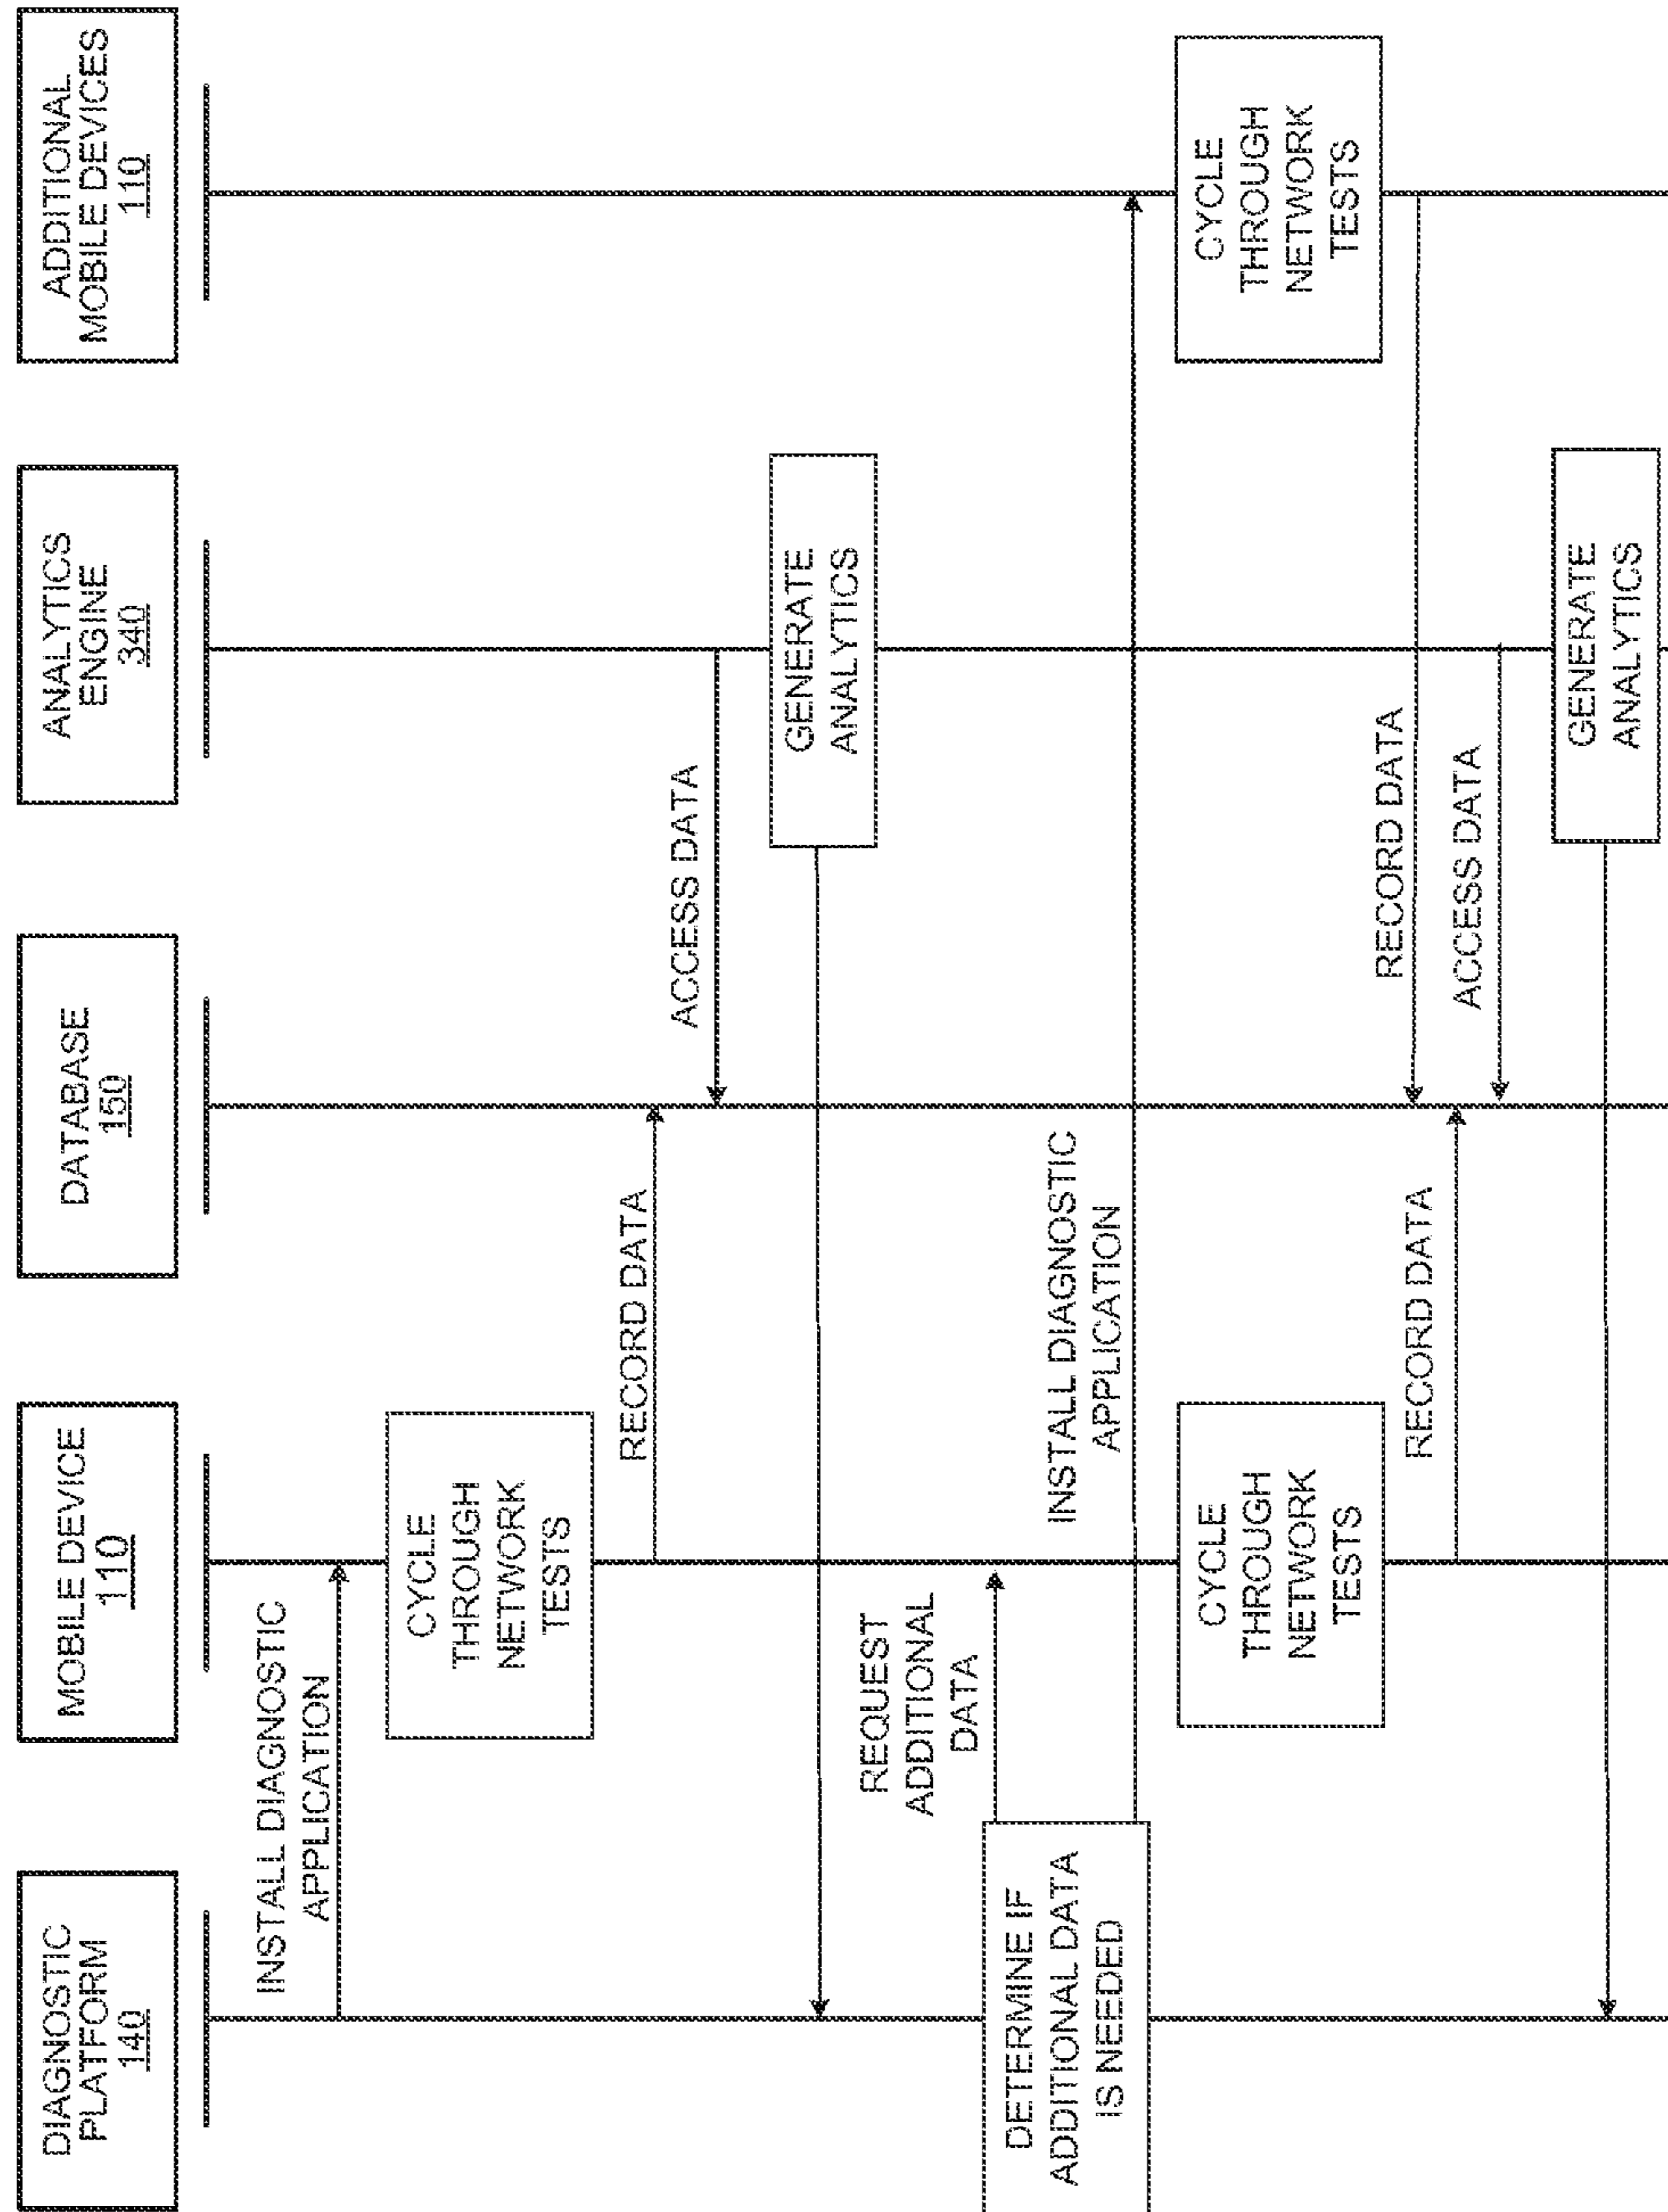 DIAGNOSTIC
PLATFORM
140
MOBILE DEVICE
110
DATABASE
150
ANALYTICS
ENGINE
340
ADDITIONAL
MOBILE DEVICES
110
INSTALL DIAGNOSTIC
APPLICATION
CYCLE
THROUGH
NETWORK
TESTS
RECORD DATA
ACCESS DATA
GENERATE
ANALYTICS
REQUEST
ADDITIONAL
DATA
DETERMINE IF
ADDITIONAL DATA
IS NEEDED
INSTALL DIAGNOSTIC
APPLICATION
CYCLE
THROUGH
NETWORK
TESTS
CYCLE
THROUGH
NETWORK
TESTS
RECORD DATA
RECORD DATA
ACCESS DATA
GENERATE
ANALYTICS